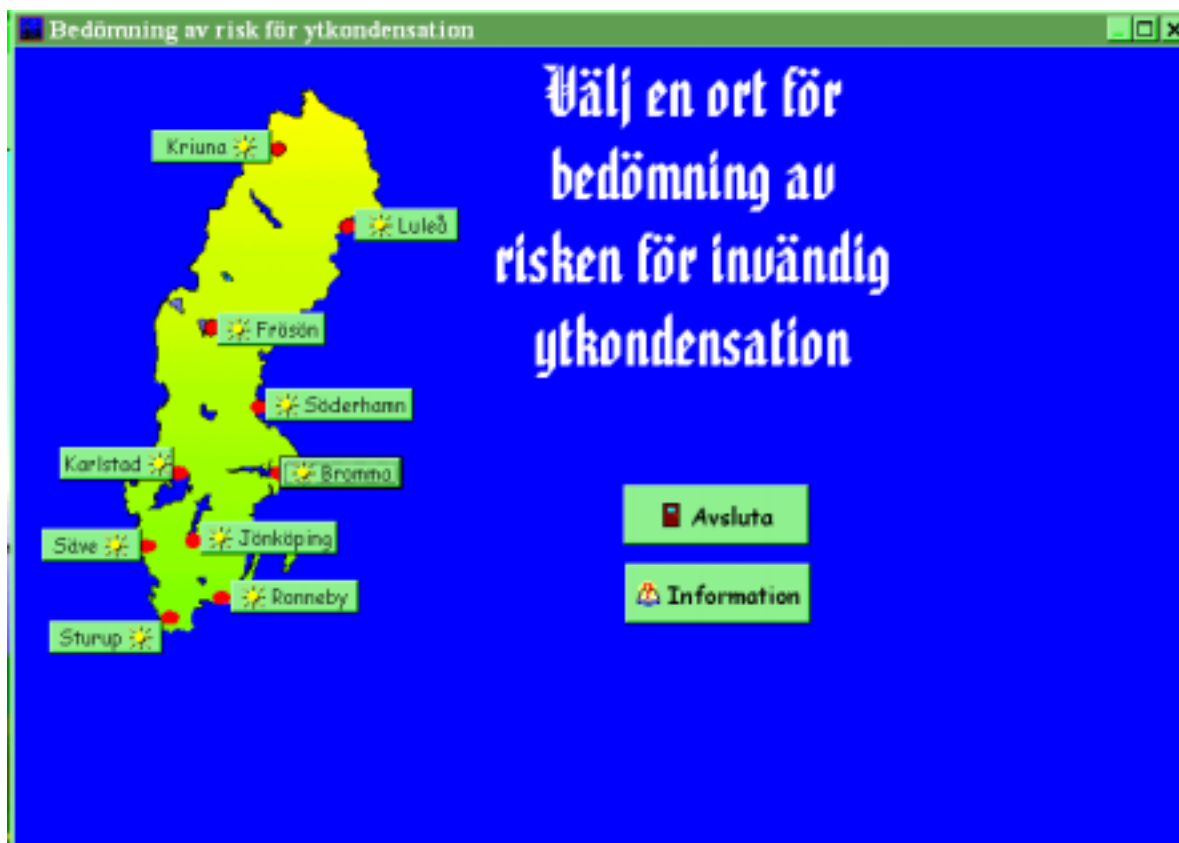 Bedömning av risk för ytkondensation
Välj en ort för
bedömning av
risken för invändig
ytkondensation
Kriuna
Luleå
Frösön
Söderhamn
Karlstad
Bromma
Säve
Jönköping
Ronneby
Sturup
Avsluta
Information